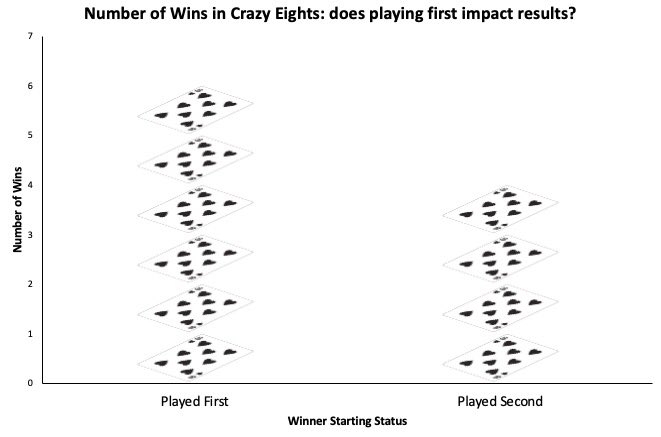 Number of Wins in Crazy Eights: does playing first impact results?
7
6
5
4
3
2
1
0
Number of Wins
Played First
Played Second
Winner Starting Status